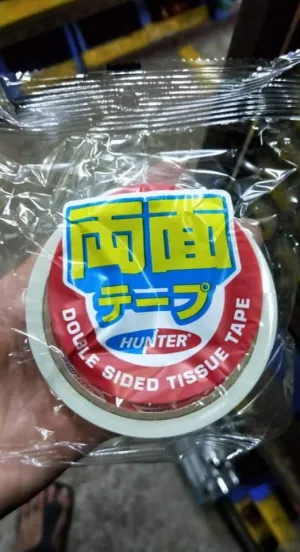 両面
テープ
HUNTER®
DOUBLE SIDED TISSUE TAPE